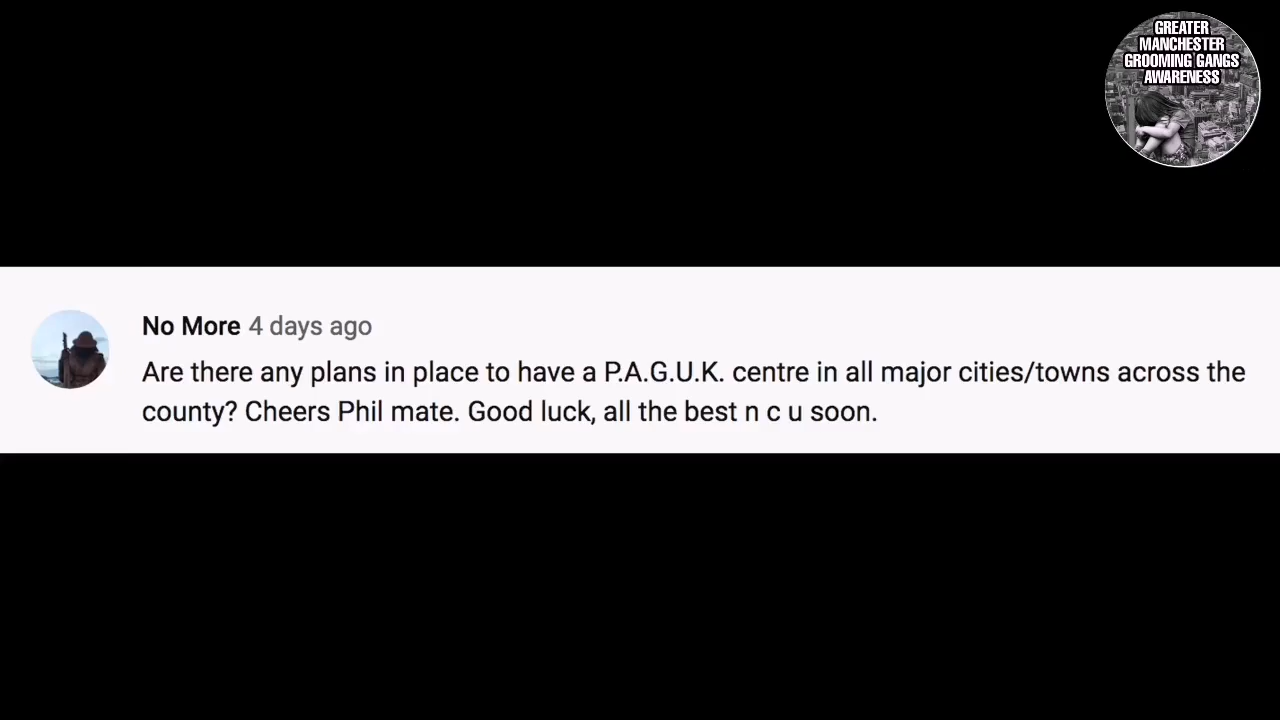 GREATER
MANCHESTER
GROOMING GANGS
AWARENESS
No More 4 days ago
Are there any plans in place to have a P.A.G.U.K. centre in all major cities/towns across the
county? Cheers Phil mate. Good luck, all the best n c u soon.